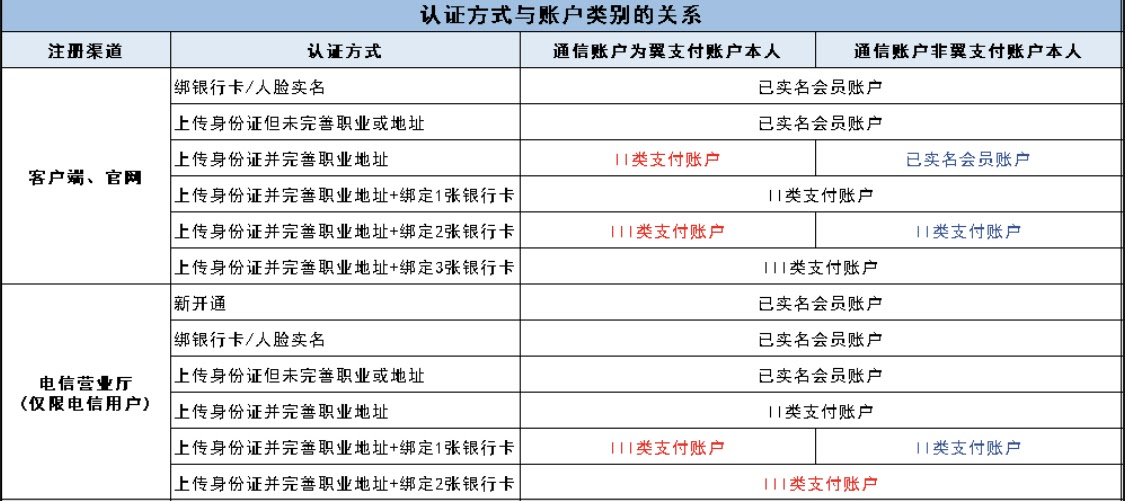 认证方式与账户类别的关系
注册渠道 认证方式 通信账户为翼支付账户本人 通信账户非翼支付账户本人
客户端、官网
绑银行卡/人脸实名 已实名会员账户
上传身份证但未完善职业或地址 已实名会员账户
上传身份证并完善职业地址 II类支付账户 已实名会员账户
上传身份证并完善职业地址+绑定1张银行卡 II类支付账户
上传身份证并完善职业地址+绑定2张银行卡 III类支付账户 II类支付账户
上传身份证并完善职业地址+绑定3张银行卡 III类支付账户
电信营业厅
(仅限电信用户)
新开通 已实名会员账户
绑银行卡/人脸实名 已实名会员账户
上传身份证但未完善职业或地址 已实名会员账户
上传身份证并完善职业地址 II类支付账户
上传身份证并完善职业地址+绑定1张银行卡 III类支付账户 II类支付账户
上传身份证并完善职业地址+绑定2张银行卡 III类支付账户